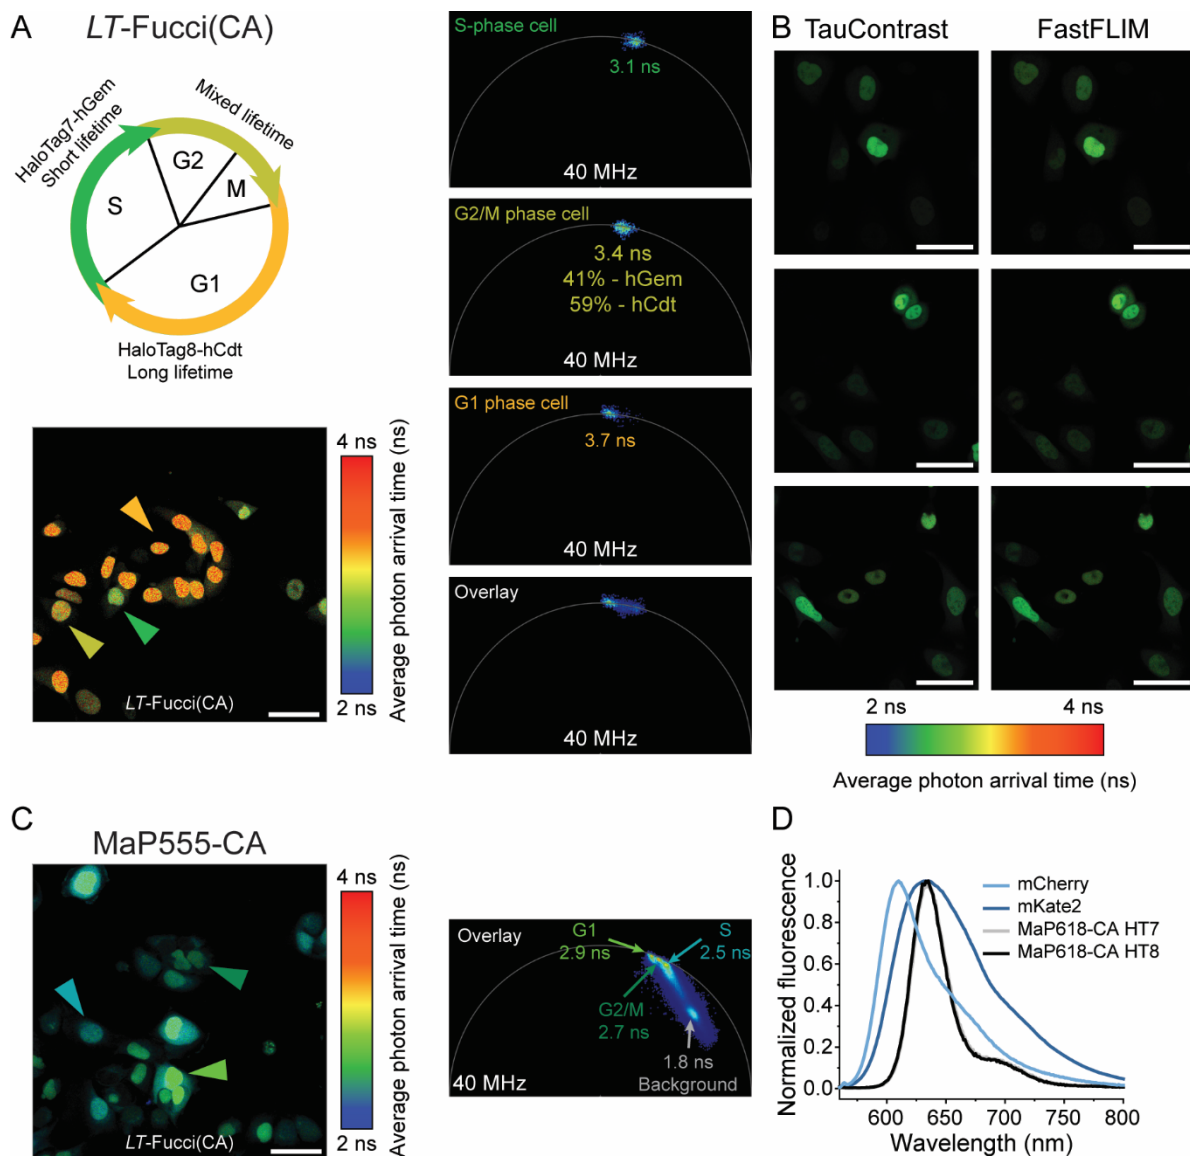 A
LT-Fucci(CA)
HaloTag7-hGem
Short lifetime
Mixed lifetime
G2
M
S
G1
HaloTag8-hCdt
Long lifetime
4 ns
Average photon arrival time (ns)
2 ns
LT-Fucci(CA)
S-phase cell
3.1 ns
40 MHz
G2/M phase cell
3.4 ns
41% - hGem
59% - hCdt
40 MHz
G1 phase cell
3.7 ns
40 MHz
Overlay
40 MHz
B
TauContrast
FastFLIM
2 ns
4 ns
Average photon arrival time (ns)
C
MaP555-CA
4 ns
Average photon arrival time (ns)
2 ns
LT-Fucci(CA)
Overlay
G1
2.9 ns
S
2.5 ns
G2/M
2.7 ns
1.8 ns
Background
40 MHz
D
Normalized fluorescence
1.0
0.8
0.6
0.4
0.2
0.0
mCherry
mKate2
MaP618-CA HT7
MaP618-CA HT8
600
650
700
750
800
Wavelength (nm)